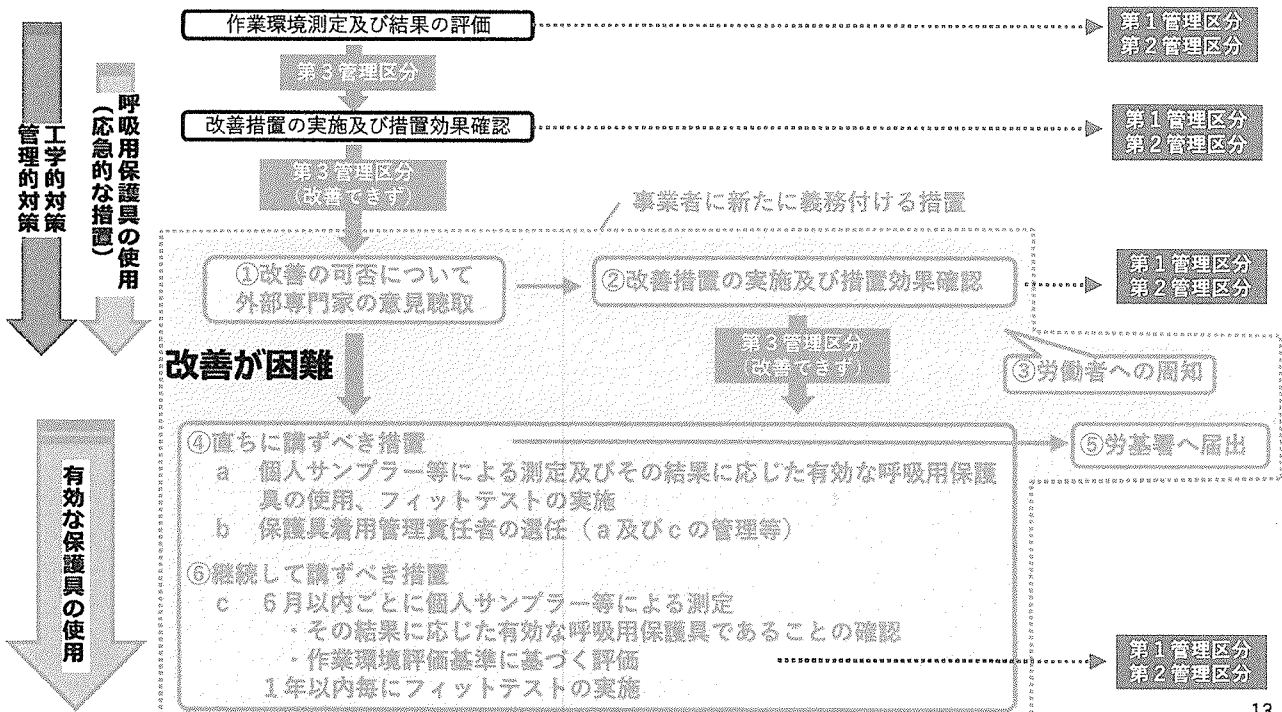 作業環境測定及び結果の評価
第1管理区分
第2管理区分
第3管理区分
改善措置の実施及び措置効果確認
第1管理区分
第2管理区分
第3管理区分
(改善できず)
工学的対策
管理的対策
呼吸用保護具の使用
(応急的な措置)
事業者に新たに義務付ける措置
①改善の可否について
外部専門家の意見聴取
②改善措置の実施及び措置効果確認
第1管理区分
第2管理区分
改善が困難
第3管理区分
(改善できず)
③労働者への周知
④直ちに講ずべき措置
a 個人サンプラー等による測定及びその結果に応じた有効な呼吸用保護
具の使用、フィットテストの実施
b 保護具着用管理責任者の選任(a及びcの管理等)
⑤労基署へ届出
⑥継続して講ずべき措置
c 6月以内ごとに個人サンプラー等による測定
・その結果に応じた有効な呼吸用保護具であることの確認
・作業環境評価基準に基づく評価
1年以内毎にフィットテストの実施
第1管理区分
第2管理区分
有効な保護具の使用
13